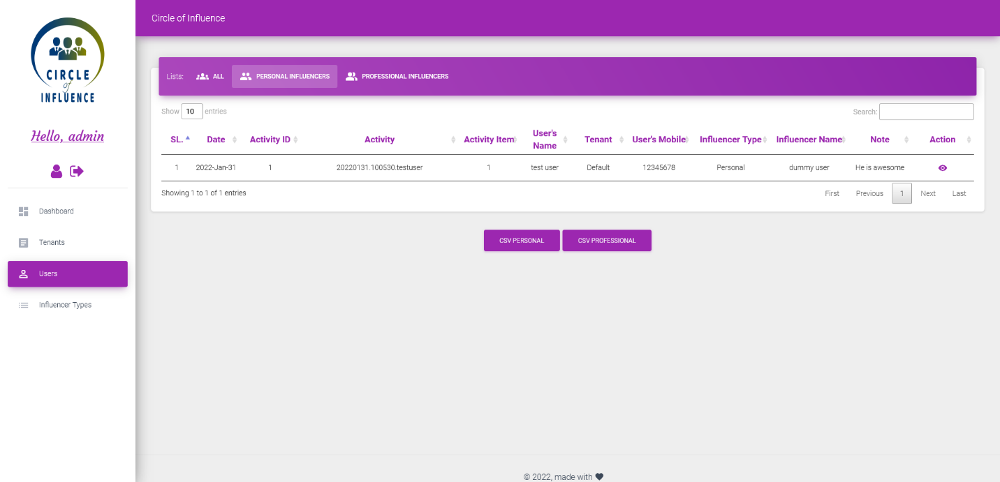 CIRCLE
of
INFLUENCE
Hello, admin
Dashboard
Tenants
Users
Influencer Types
Circle of Influence
Lists: ALL PERSONAL INFLUENCERS PROFESSIONAL INFLUENCERS
Show 10 entries Search:
SL. Date Activity ID Activity Activity Item User's Name Tenant User's Mobile Influencer Type Influencer Name Note Action
1 2022-Jan-31 1 20220131.100530.testuser 1 test user Default 12345678 Personal dummy user He is awesome
Showing 1 to 1 of 1 entries First Previous 1 Next Last
CSV PERSONAL CSV PROFESSIONAL
© 2022, made with